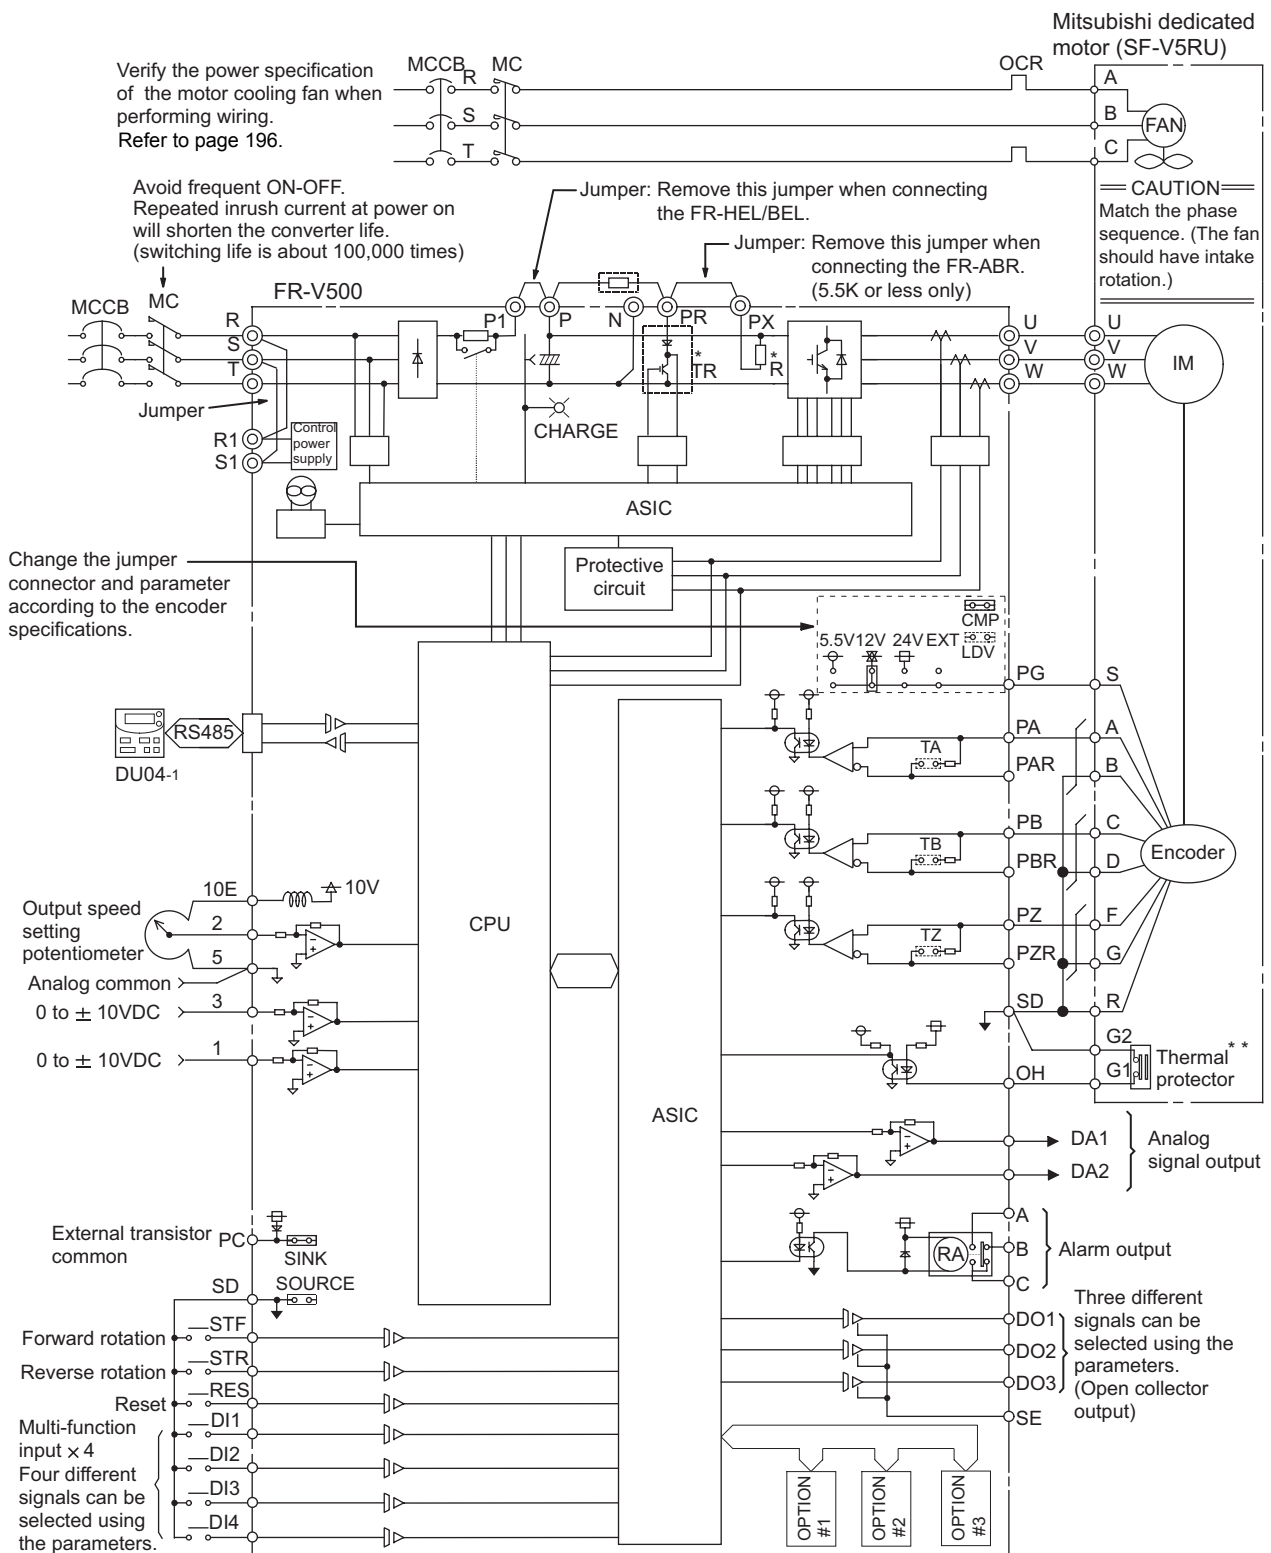 Mitsubishi dedicated
motor (SF-V5RU)
Verify the power specification
of the motor cooling fan when
performing wiring.
Refer to page 196.
MCCB
MC
R
S
T
OCR
A
B
C
FAN
CAUTION
Match the phase
sequence. (The fan
should have intake
rotation.)
Avoid frequent ON-OFF.
Repeated inrush current at power on
will shorten the converter life.
(switching life is about 100,000 times)
Jumper: Remove this jumper when connecting
the FR-HEL/BEL.
Jumper: Remove this jumper when
connecting the FR-ABR.
(5.5K or less only)
MCCB
MC
FR-V500
R
S
T
P1
P
N
PR
PX
*
TR
*
R
U
V
W
U
V
W
IM
Jumper
R1
S1
Control
power
supply
CHARGE
ASIC
Protective
circuit
Change the jumper
connector and parameter
according to the encoder
specifications.
CMP
LDV
5.5V
12V
24V
EXT
PG
S
DU04-1
RS485
CPU
ASIC
TA
PA
PAR
A
B
TB
PB
PBR
C
D
Encoder
TZ
PZ
PZR
F
G
SD
R
G2
G1
OH
Thermal
protector
* *
Output speed
setting
potentiometer
10E
10V
2
5
Analog common
3
0 to ± 10VDC
1
0 to ± 10VDC
DA1
DA2
Analog
signal output
External transistor
common
PC
SINK
SD
SOURCE
RA
A
B
C
Alarm output
Forward rotation
STF
Reverse rotation
STR
Reset
RES
Multi-function
input × 4
Four different
signals can be
selected using
the parameters.
DI1
DI2
DI3
DI4
DO1
DO2
DO3
SE
Three different
signals can be
selected using the
parameters.
(Open collector
output)
OPTION
#1
OPTION
#2
OPTION
#3